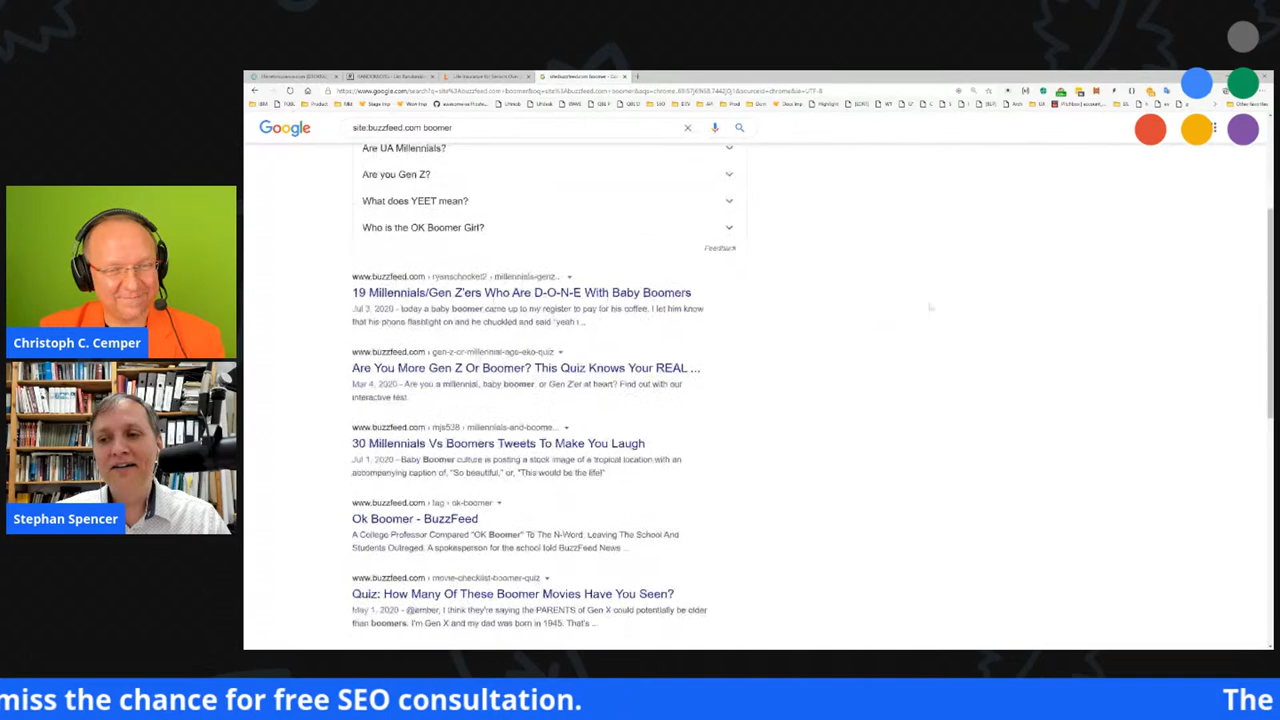 Google
site:buzzfeed.com boomer
Are UA Millennials?
Are you Gen Z?
What does YEET mean?
Who is the OK Boomer Girl?
Feedback
www.buzzfeed.com › ryanschocket2 › millennials-genz...
19 Millennials/Gen Z'ers Who Are D-O-N-E With Baby Boomers
Jul 3, 2020 - today a baby boomer came up to my register to pay for his coffee, I let him know
that his phone flashlight on and he chuckled and said 'yeah i ...
www.buzzfeed.com › gen-z-or-millennial-age-eko-quiz
Are You More Gen Z Or Boomer? This Quiz Knows Your REAL ...
Mar 4, 2020 - Are you a millennial, baby boomer, or Gen Z'er at heart? Find out with our
interactive test.
www.buzzfeed.com › mjs538 › millennials-and-boome...
30 Millennials Vs Boomers Tweets To Make You Laugh
Jul 1, 2020 - Baby Boomer culture is posting a stock image of a tropical location with an
accompanying caption of, "So beautiful," or, "This would be the life!"
www.buzzfeed.com › tag › ok-boomer
Ok Boomer - BuzzFeed
A College Professor Compared "OK Boomer" To The N-Word, Leaving The School And
Students Outraged. A spokesperson for the school told BuzzFeed News ...
www.buzzfeed.com › movie-checklist-boomer-quiz
Quiz: How Many Of These Boomer Movies Have You Seen?
May 1, 2020 - @ember, I think they're saying the PARENTS of Gen X could potentially be older
than boomers. I'm Gen X and my dad was born in 1945. That's ...
Christoph C. Cemper
Stephan Spencer
miss the chance for free SEO consultation.
The